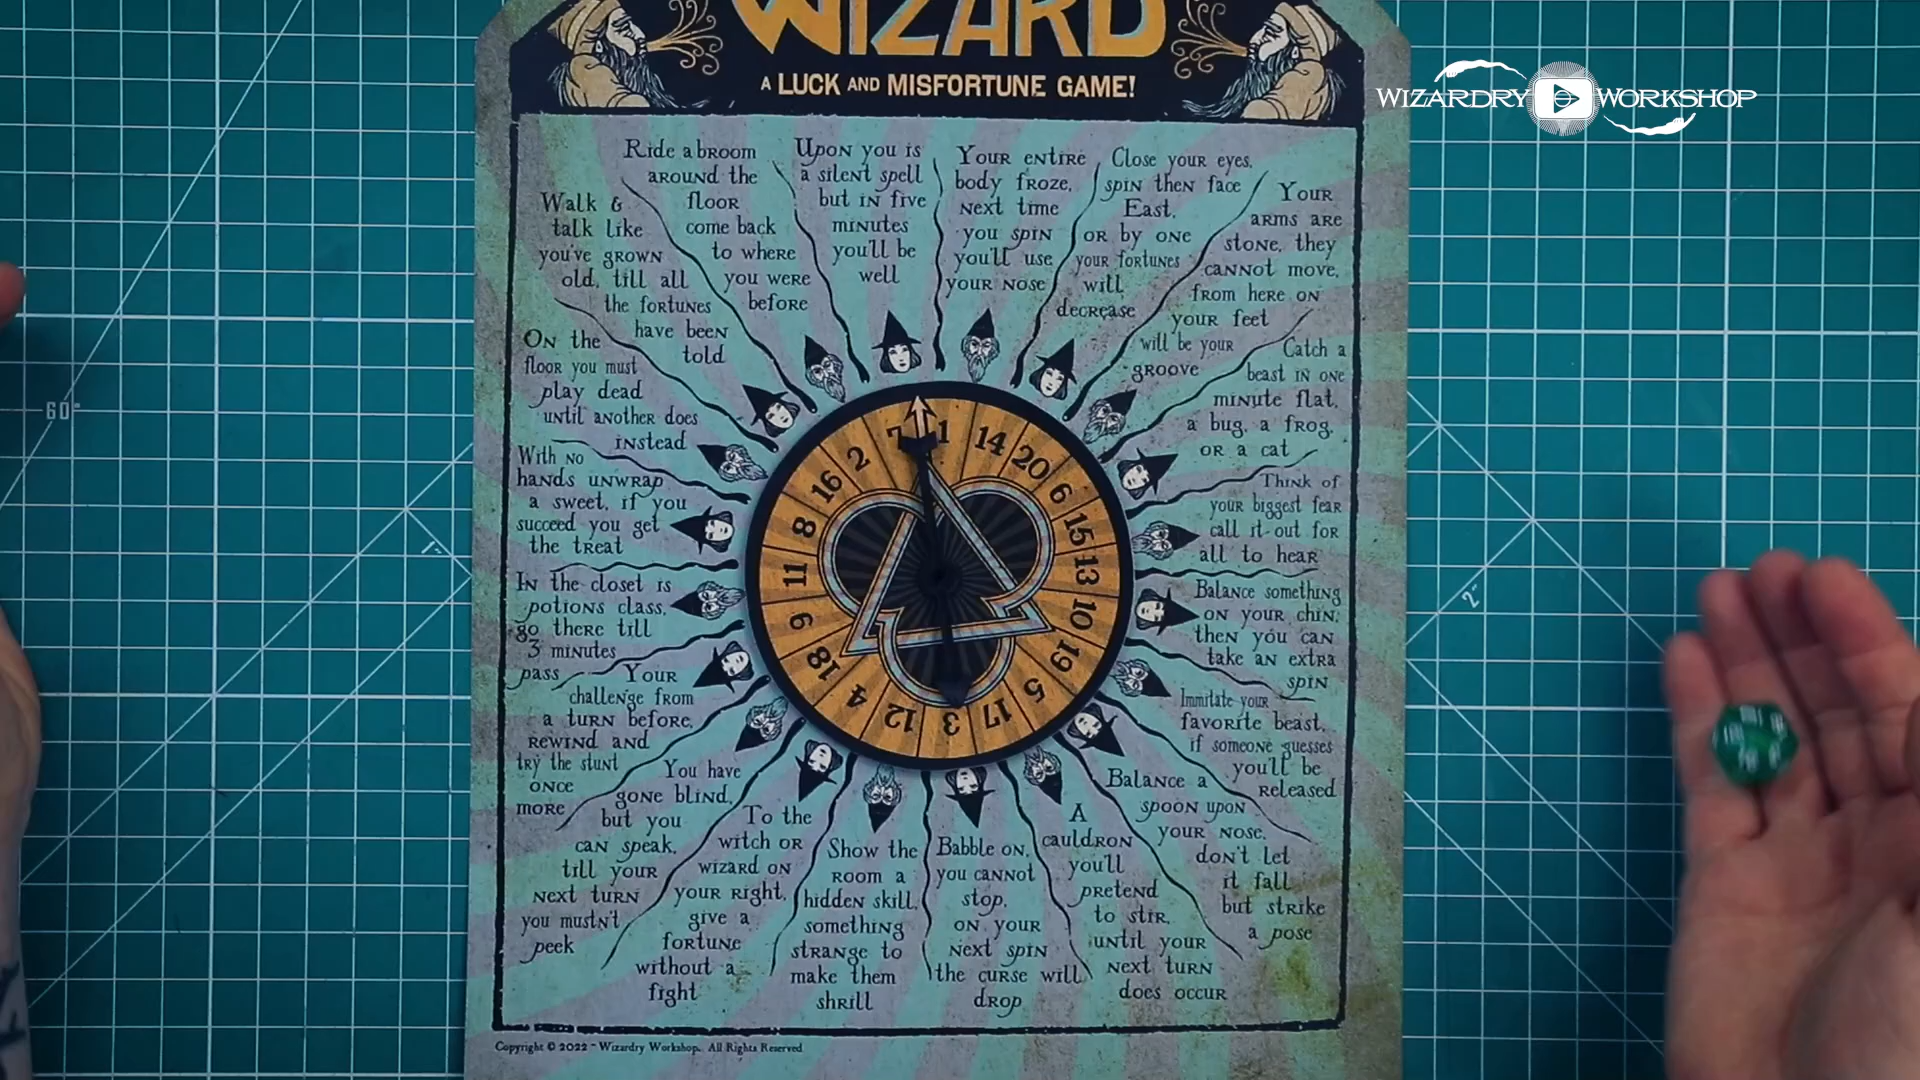 WIZARD
A LUCK AND MISFORTUNE GAME!
WIZARDRY WORKSHOP
Ride a broom
around the
floor
come back
to where
you were
before
Upon you is
a silent spell
but in five
minutes
you'll be
well
Your entire
body froze,
next time
you spin
you'll use
your nose
Close your eyes,
spin then face
East,
or by one
your fortunes
will
decrease
Your
arms are
stone, they
cannot move,
from here on
your feet
will be your
groove
Catch a
beast in one
minute flat,
a bug, a frog,
or a cat
Think of
your biggest fear
call it out for
all to hear
Balance something
on your chin,
then you can
take an extra
spin
Immitate your
favorite beast,
if someone guesses
you'll be
released
Balance a
spoon upon
your nose,
don't let
it fall
but strike
a pose
A
cauldron
you'll
pretend
to stir,
until your
next turn
does occur
Babble on,
you cannot
stop,
on your
next spin
the curse will
drop
Show the
room a
hidden skill,
something
strange to
make them
shrill
To the
witch or
wizard on
your right,
give a
fortune
without a
fight
You have
gone blind,
but you
can speak,
till your
next turn
you mustn't
peek
Your
challenge from
a turn before,
rewind and
try the stunt
once
more
In the closet is
potions class,
go there till
3 minutes
pass
With no
hands unwrap
a sweet, if you
succeed you get
the treat
On the
floor you must
play dead
until another does
instead
Walk &
talk like
you've grown
old, till all
the fortunes
have been
told
7
1
14
20
6
15
13
10
19
5
17
3
12
4
18
9
11
8
16
2
60°
1"
2"
Copyright © 2022 ~ Wizardry Workshop. All Rights Reserved